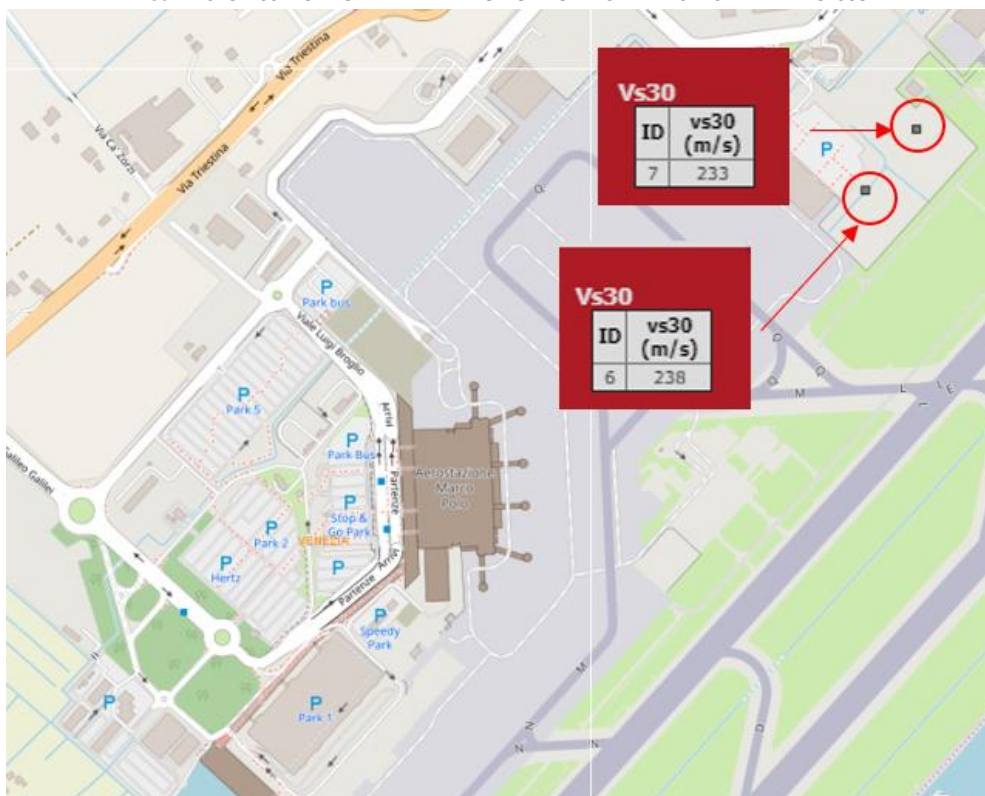 Via Triestina
Vs30
ID vs30 (m/s)
7 233
P
Via Ca' Zorzi
Via Triestina
Q
P
Park bus
Vs30
ID vs30 (m/s)
6 238
Viale Luigi Broglio
Q
Q
M
L
L
E
P
Park 5
Arrivi
P
Park Bus
Galileo Galilei
Partenze
Aerostazione
Marco
Polo
P
Stop &
Go Park
P
Park 2
VENEZIA
P
Hertz
P
Partenze Arrivi
P
Speedy
Park
M
P
P
Park 1
N
N
N
D